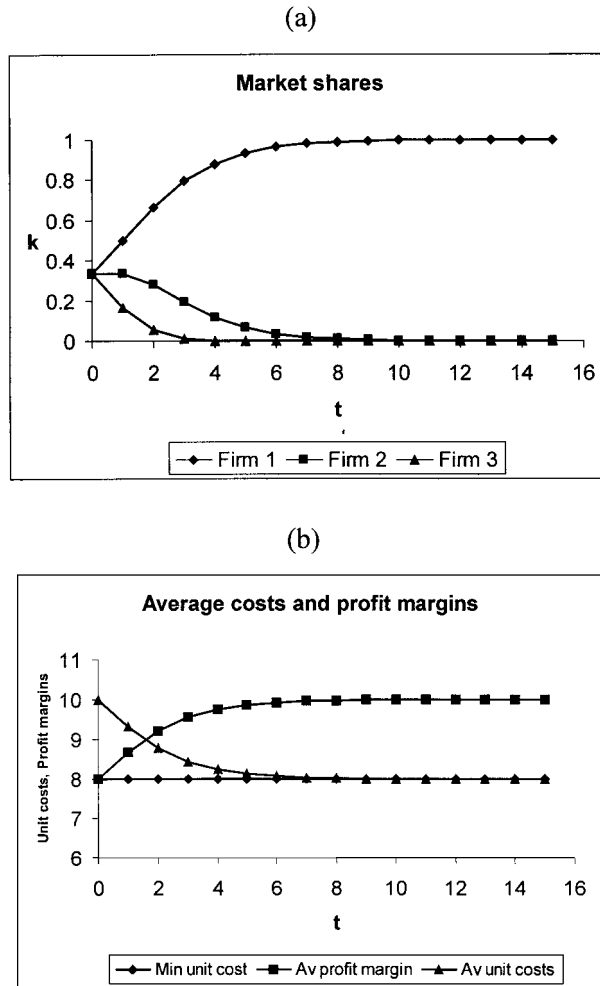 (a)
Market shares
1
0.8
0.6
k
0.4
0.2
0
0 2 4 6 8 10 12 14 16
t
Firm 1 Firm 2 Firm 3
(b)
Average costs and profit margins
Unit costs, Profit margins
11
10
9
8
7
6
0 2 4 6 8 10 12 14 16
t
Min unit cost Av profit margin Av unit costs